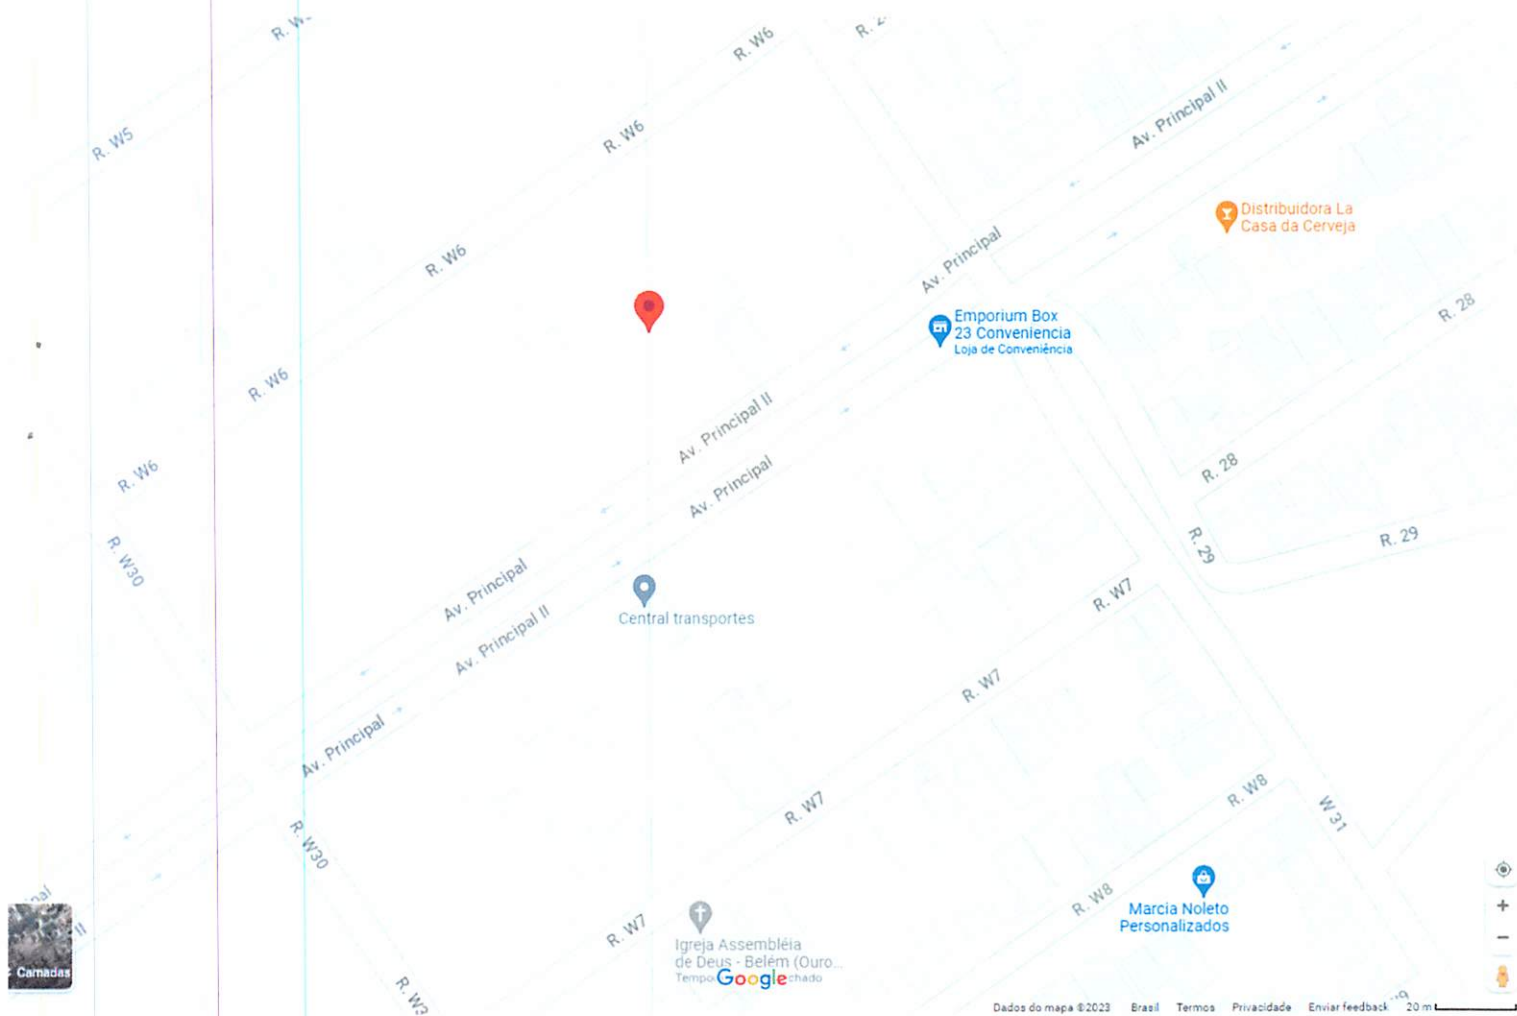 R. W6
R. W5
R. W6
Av. Principal II
Distribuidora La
Casa da Cerveja
R. W6
Av. Principal
R. 28
Emporium Box
23 Conveniencia
Loja de Conveniência
R. W6
Av. Principal II
R. W6
Av. Principal
R. 28
R. W30
R. 29
R. 29
Av. Principal
Av. Principal II
Central transportes
R. W7
R. W7
Av. Principal
R. W7
R. W8
W 31
R. W30
R. W8
Marcia Noleto
Personalizados
R. W7
Igreja Assembléia
de Deus - Belém (Ouro...
Google
Camadas
II
Dados do mapa ©2023 Brasil Termos Privacidade Enviar feedback 20 m